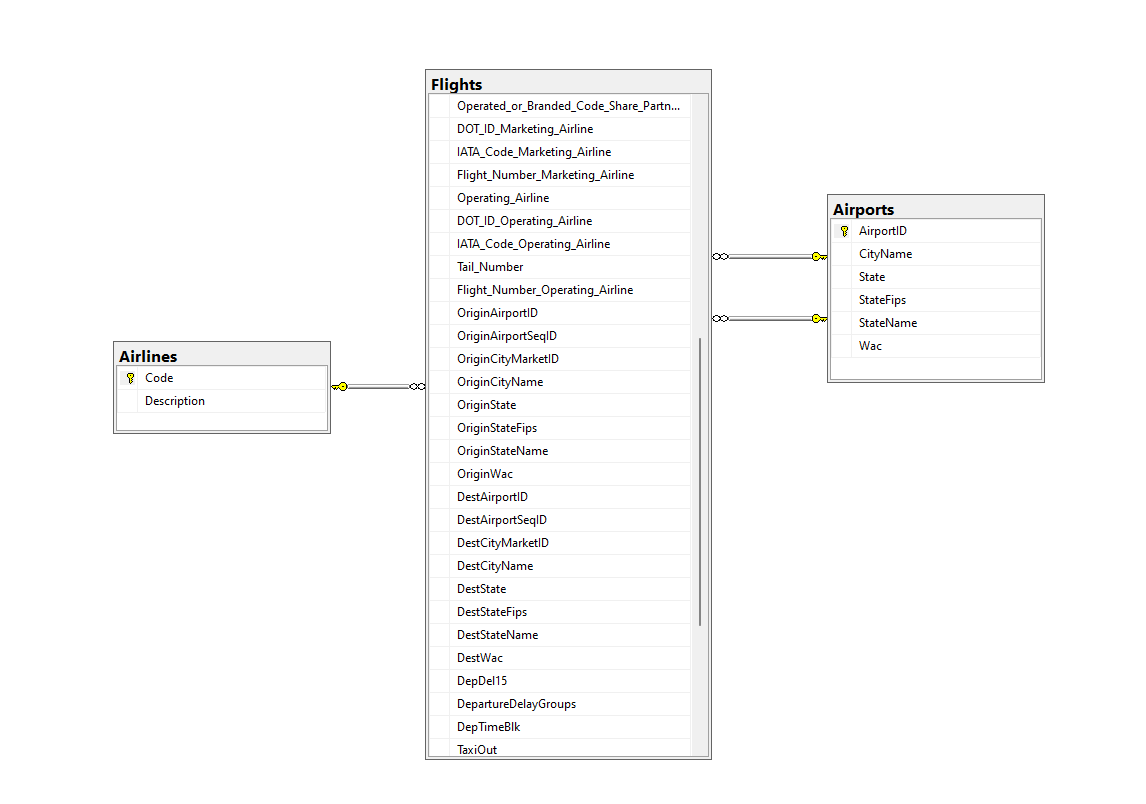 Flights
Operated_or_Branded_Code_Share_Partn...
DOT_ID_Marketing_Airline
IATA_Code_Marketing_Airline
Flight_Number_Marketing_Airline
Operating_Airline
DOT_ID_Operating_Airline
IATA_Code_Operating_Airline
Tail_Number
Flight_Number_Operating_Airline
OriginAirportID
OriginAirportSeqID
OriginCityMarketID
OriginCityName
OriginState
OriginStateFips
OriginStateName
OriginWac
DestAirportID
DestAirportSeqID
DestCityMarketID
DestCityName
DestState
DestStateFips
DestStateName
DestWac
DepDel15
DepartureDelayGroups
DepTimeBlk
TaxiOut
Airports
AirportID
CityName
State
StateFips
StateName
Wac
Airlines
Code
Description